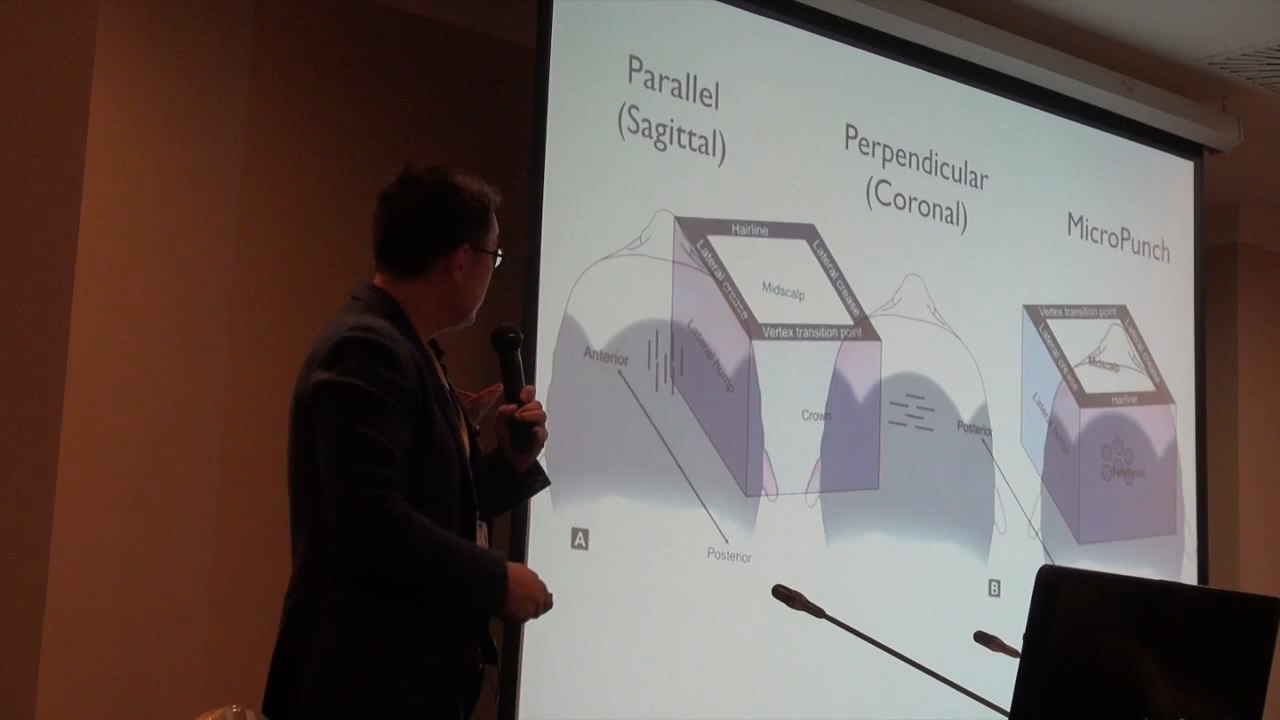 Parallel
(Sagittal)
Perpendicular
(Coronal)
MicroPunch
Hairline
Lateral crease
Lateral crease
Midscalp
Vertex transition point
Lateral hump
Anterior
Crown
Posterior
A
Posterior
Vertex transition point
Lateral crease
Midscalp
Hairline
Lateral hump
B